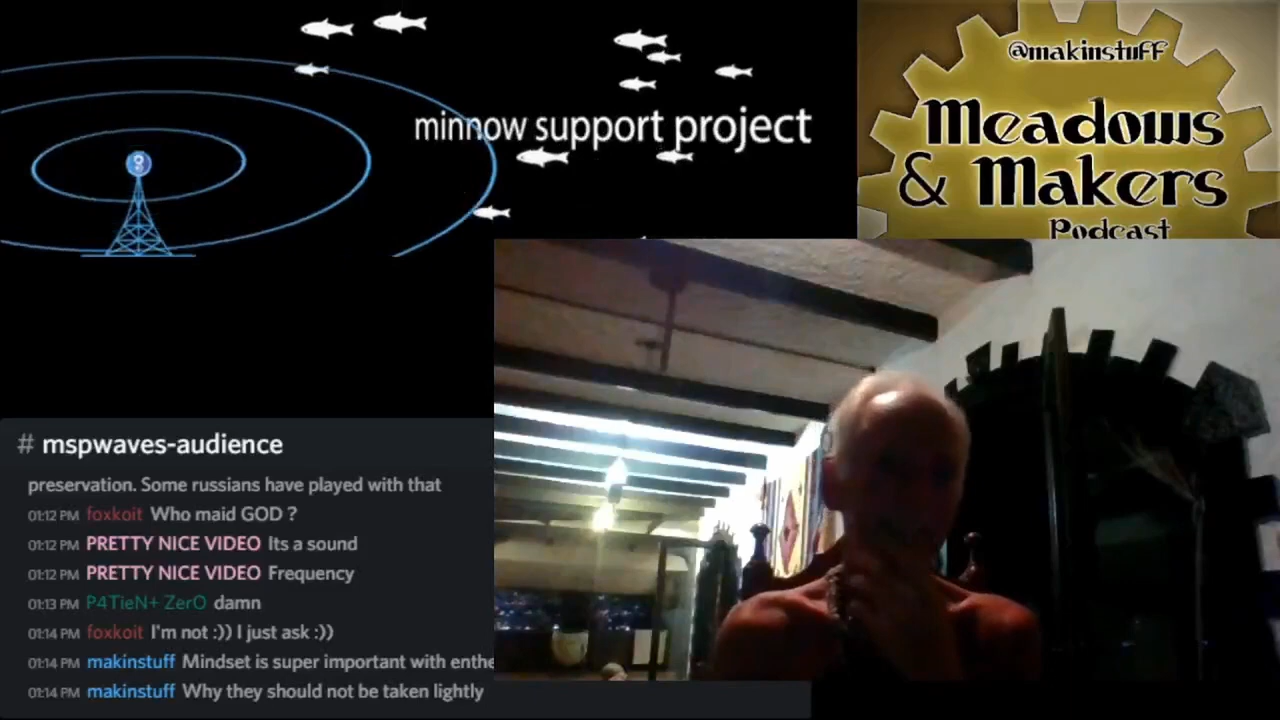 minnow support project
@makinstuff
Meadows
& Makers
Podcast
# mspwaves-audience
preservation. Some russians have played with that
01:12 PM foxkoit Who maid GOD ?
01:12 PM PRETTY NICE VIDEO Its a sound
01:12 PM PRETTY NICE VIDEO Frequency
01:13 PM P4TieN+ ZerO damn
01:14 PM foxkoit I'm not :)) I just ask :))
01:14 PM makinstuff Mindset is super important with enthe
01:14 PM makinstuff Why they should not be taken lightly